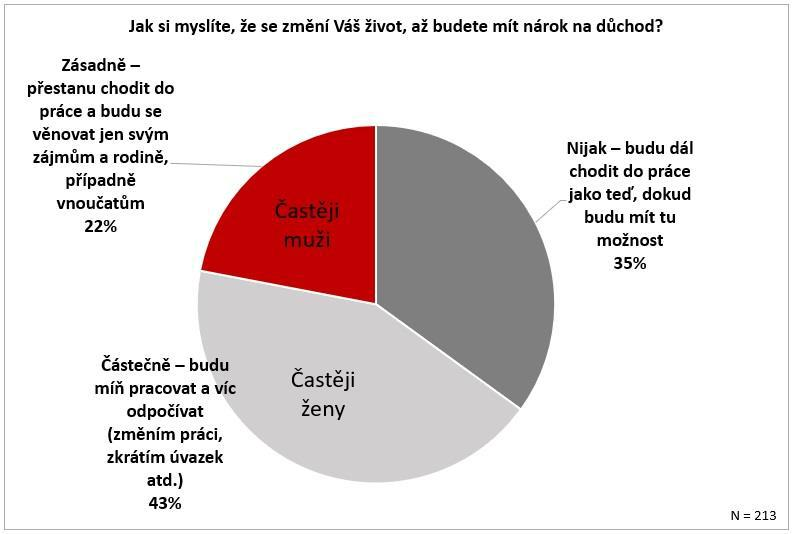 Jak si myslíte, že se změní Váš život, až budete mít nárok na důchod?
Zásadně –
přestanu chodit do
práce a budu se
věnovat jen svým
zájmům a rodině,
případně
vnoučatům
22%
Nijak – budu dál
chodit do práce
jako teď, dokud
budu mít tu
možnost
35%
Častěji
muži
Častěji
ženy
Částečně – budu
míň pracovat a víc
odpočívat
(změním práci,
zkrátím úvazek
atd.)
43%
N = 213